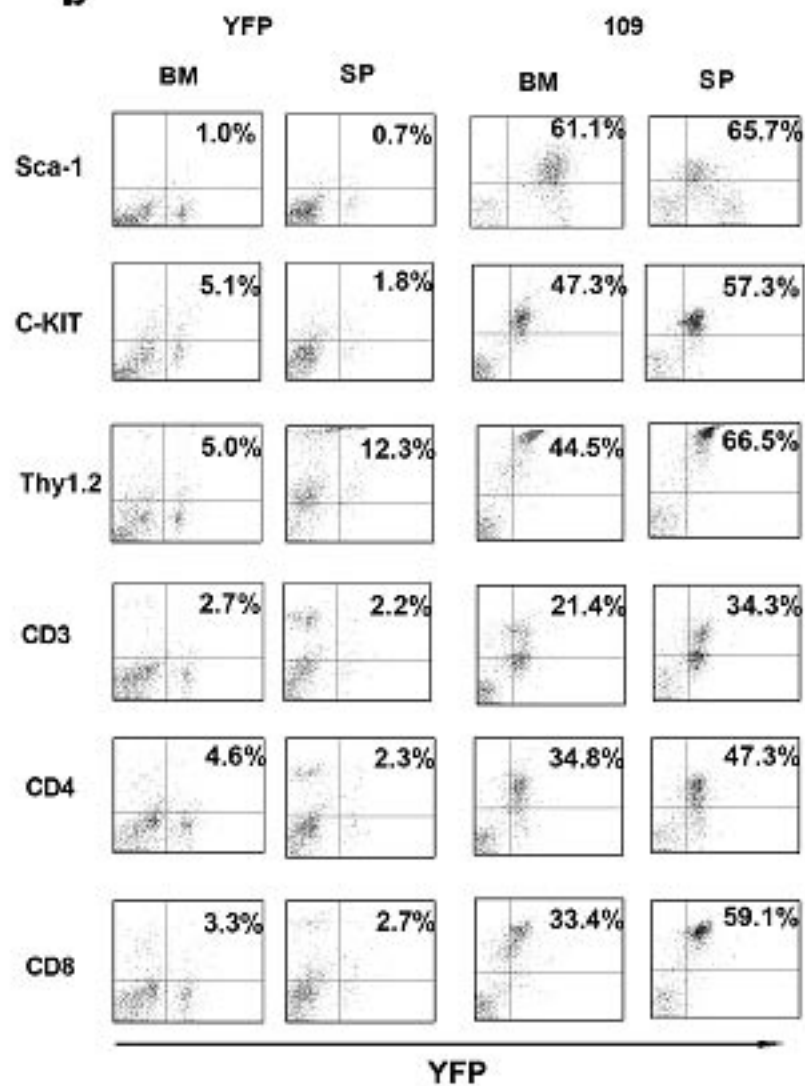 b
YFP 109
BM SP BM SP
Sca-1 1.0% 0.7% 61.1% 65.7%
C-KIT 5.1% 1.8% 47.3% 57.3%
Thy1.2 5.0% 12.3% 44.5% 66.5%
CD3 2.7% 2.2% 21.4% 34.3%
CD4 4.6% 2.3% 34.8% 47.3%
CD8 3.3% 2.7% 33.4% 59.1%
YFP